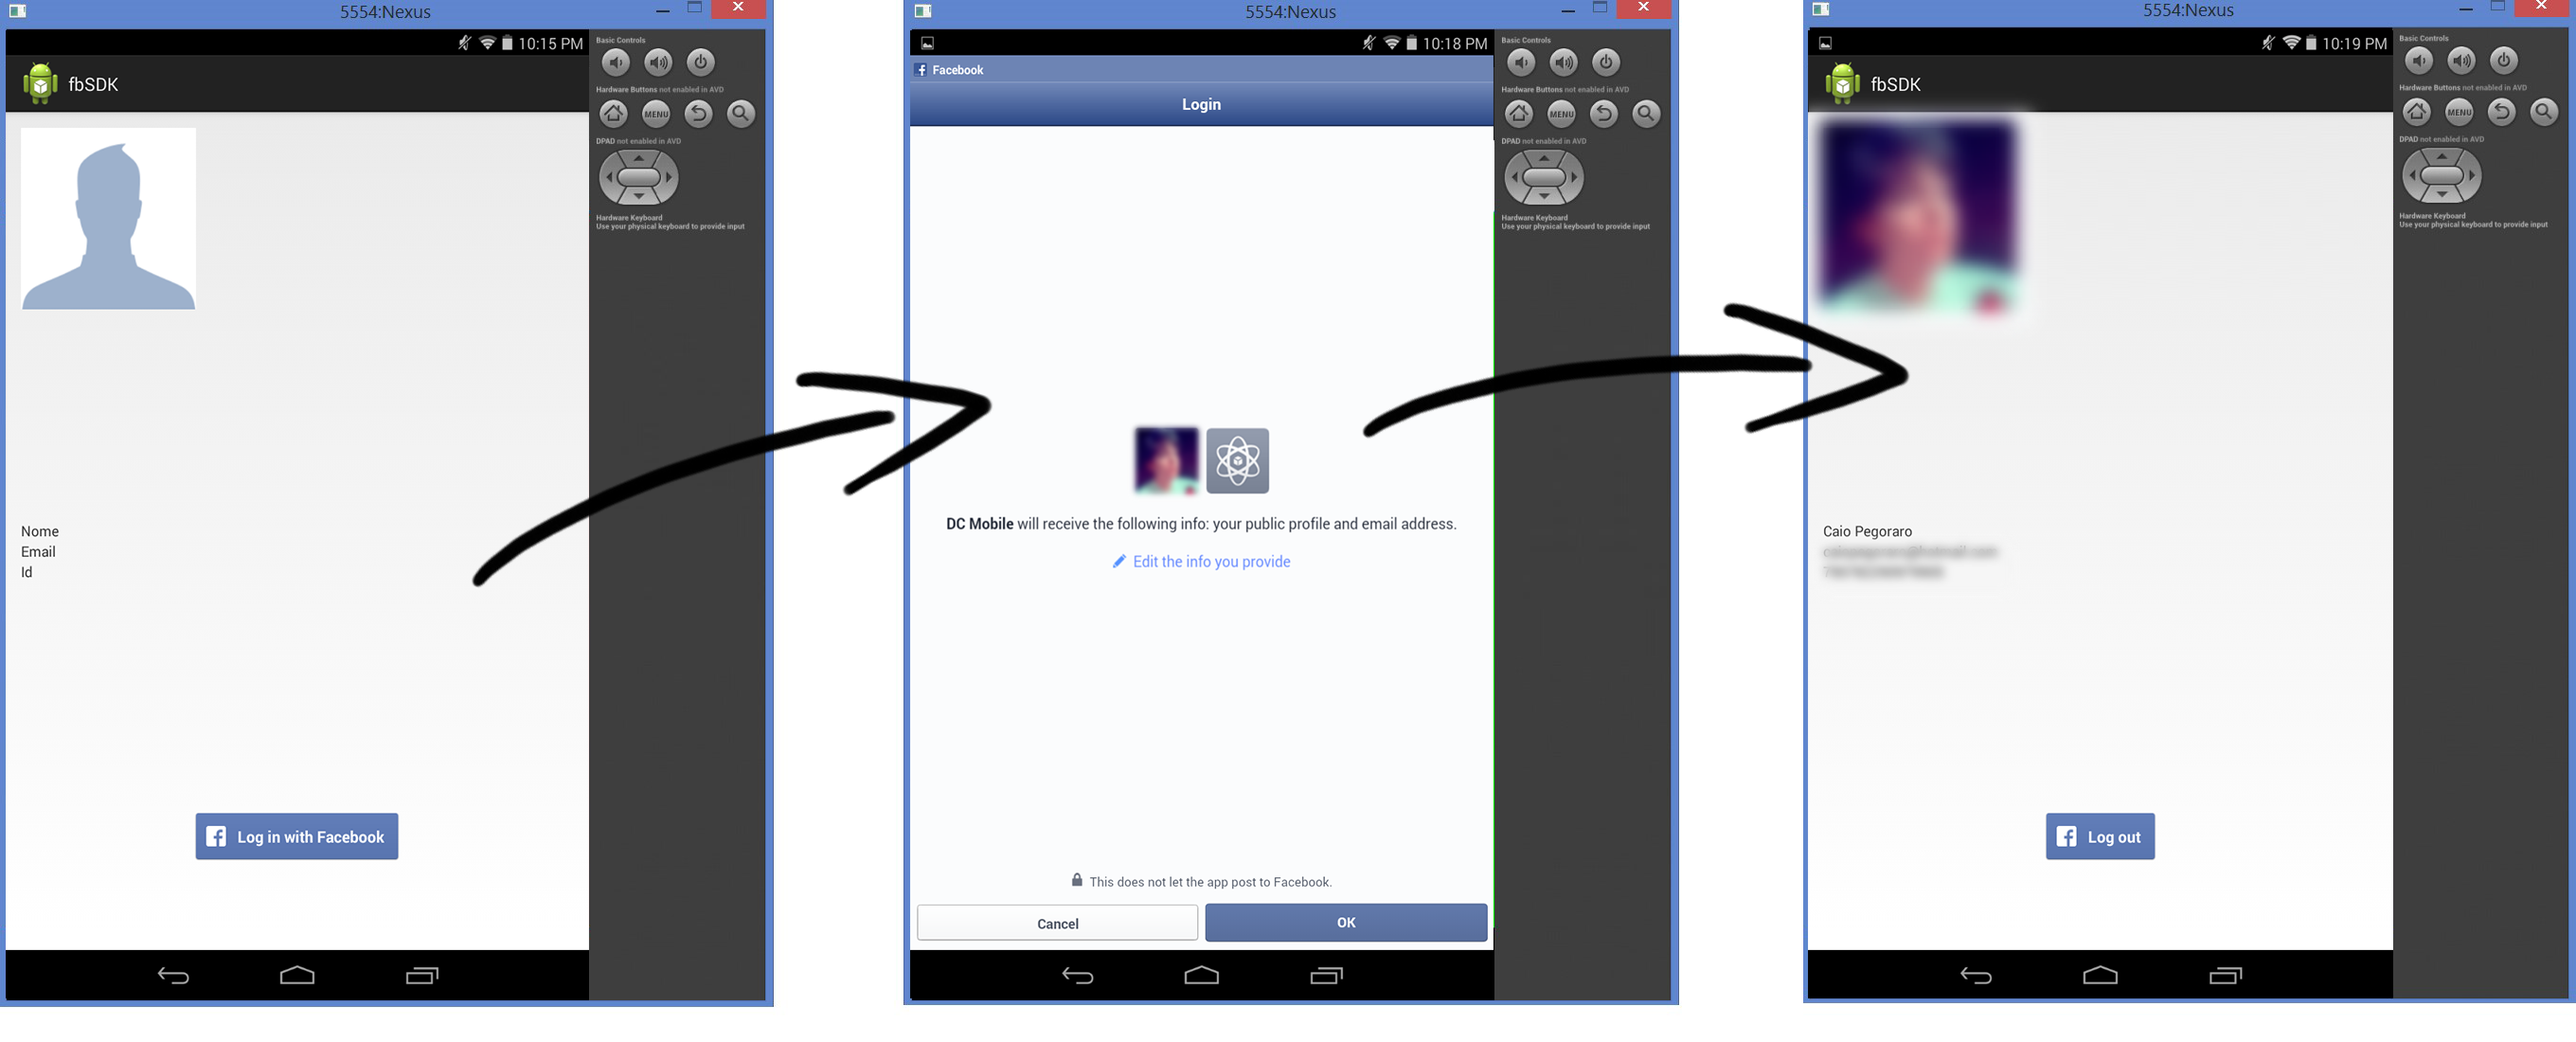 5554:Nexus
10:15 PM
fbSDK
Nome
Email
Id
Log in with Facebook
Basic Controls
Hardware Buttons not enabled in AVD
MENU
DPAD not enabled in AVD
Hardware Keyboard
Use your physical keyboard to provide input
5554:Nexus
10:18 PM
Facebook
Login
DC Mobile will receive the following info: your public profile and email address.
Edit the info you provide
This does not let the app post to Facebook.
Cancel
OK
Basic Controls
Hardware Buttons not enabled in AVD
MENU
DPAD not enabled in AVD
Hardware Keyboard
Use your physical keyboard to provide input
5554:Nexus
10:19 PM
fbSDK
Caio Pegoraro
Log out
Basic Controls
Hardware Buttons not enabled in AVD
MENU
DPAD not enabled in AVD
Hardware Keyboard
Use your physical keyboard to provide input